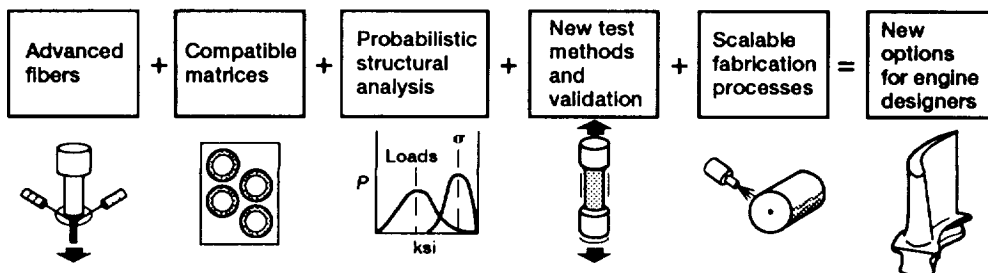 Advanced
fibers
+
Compatible
matrices
+
Probabilistic
structural
analysis
+
New test
methods
and
validation
+
Scalable
fabrication
processes
=
New
options
for engine
designers
Loads
σ
P
ksi